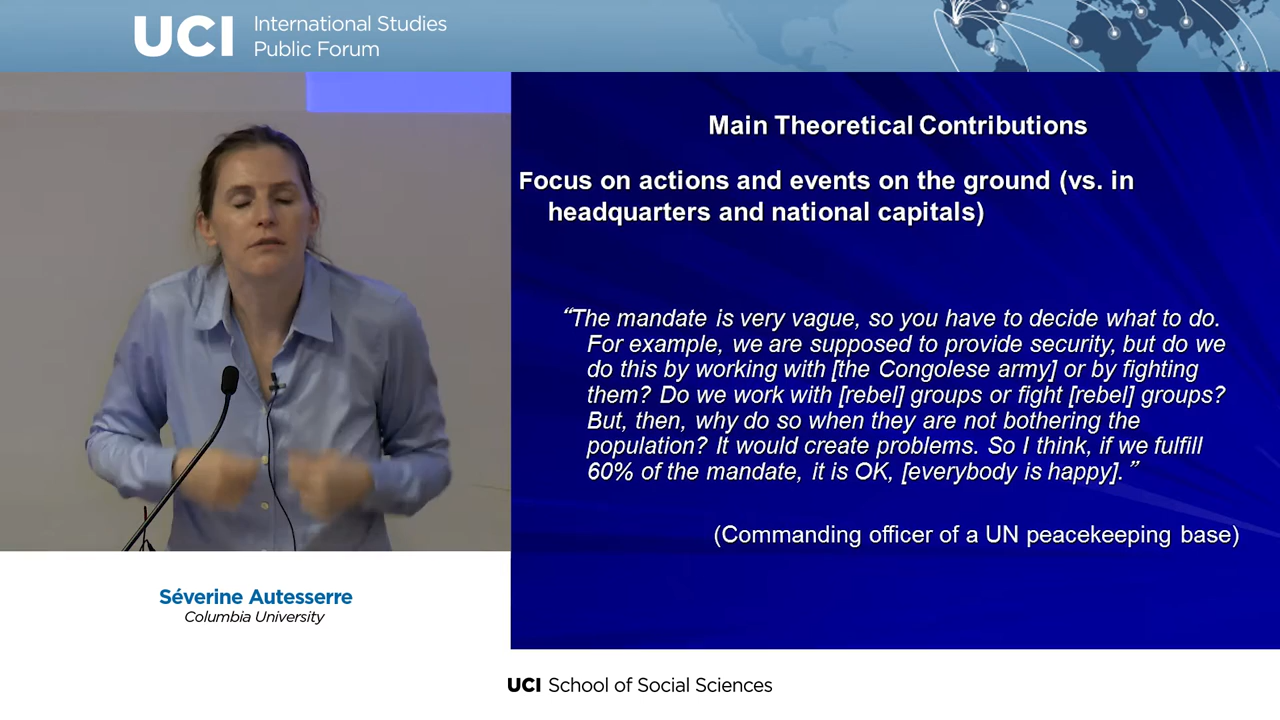 UCI International Studies
Public Forum
Main Theoretical Contributions
Focus on actions and events on the ground (vs. in
headquarters and national capitals)
“The mandate is very vague, so you have to decide what to do.
For example, we are supposed to provide security, but do we
do this by working with [the Congolese army] or by fighting
them? Do we work with [rebel] groups or fight [rebel] groups?
But, then, why do so when they are not bothering the
population? It would create problems. So I think, if we fulfill
60% of the mandate, it is OK, [everybody is happy].”
(Commanding officer of a UN peacekeeping base)
Séverine Autesserre
Columbia University
UCI School of Social Sciences